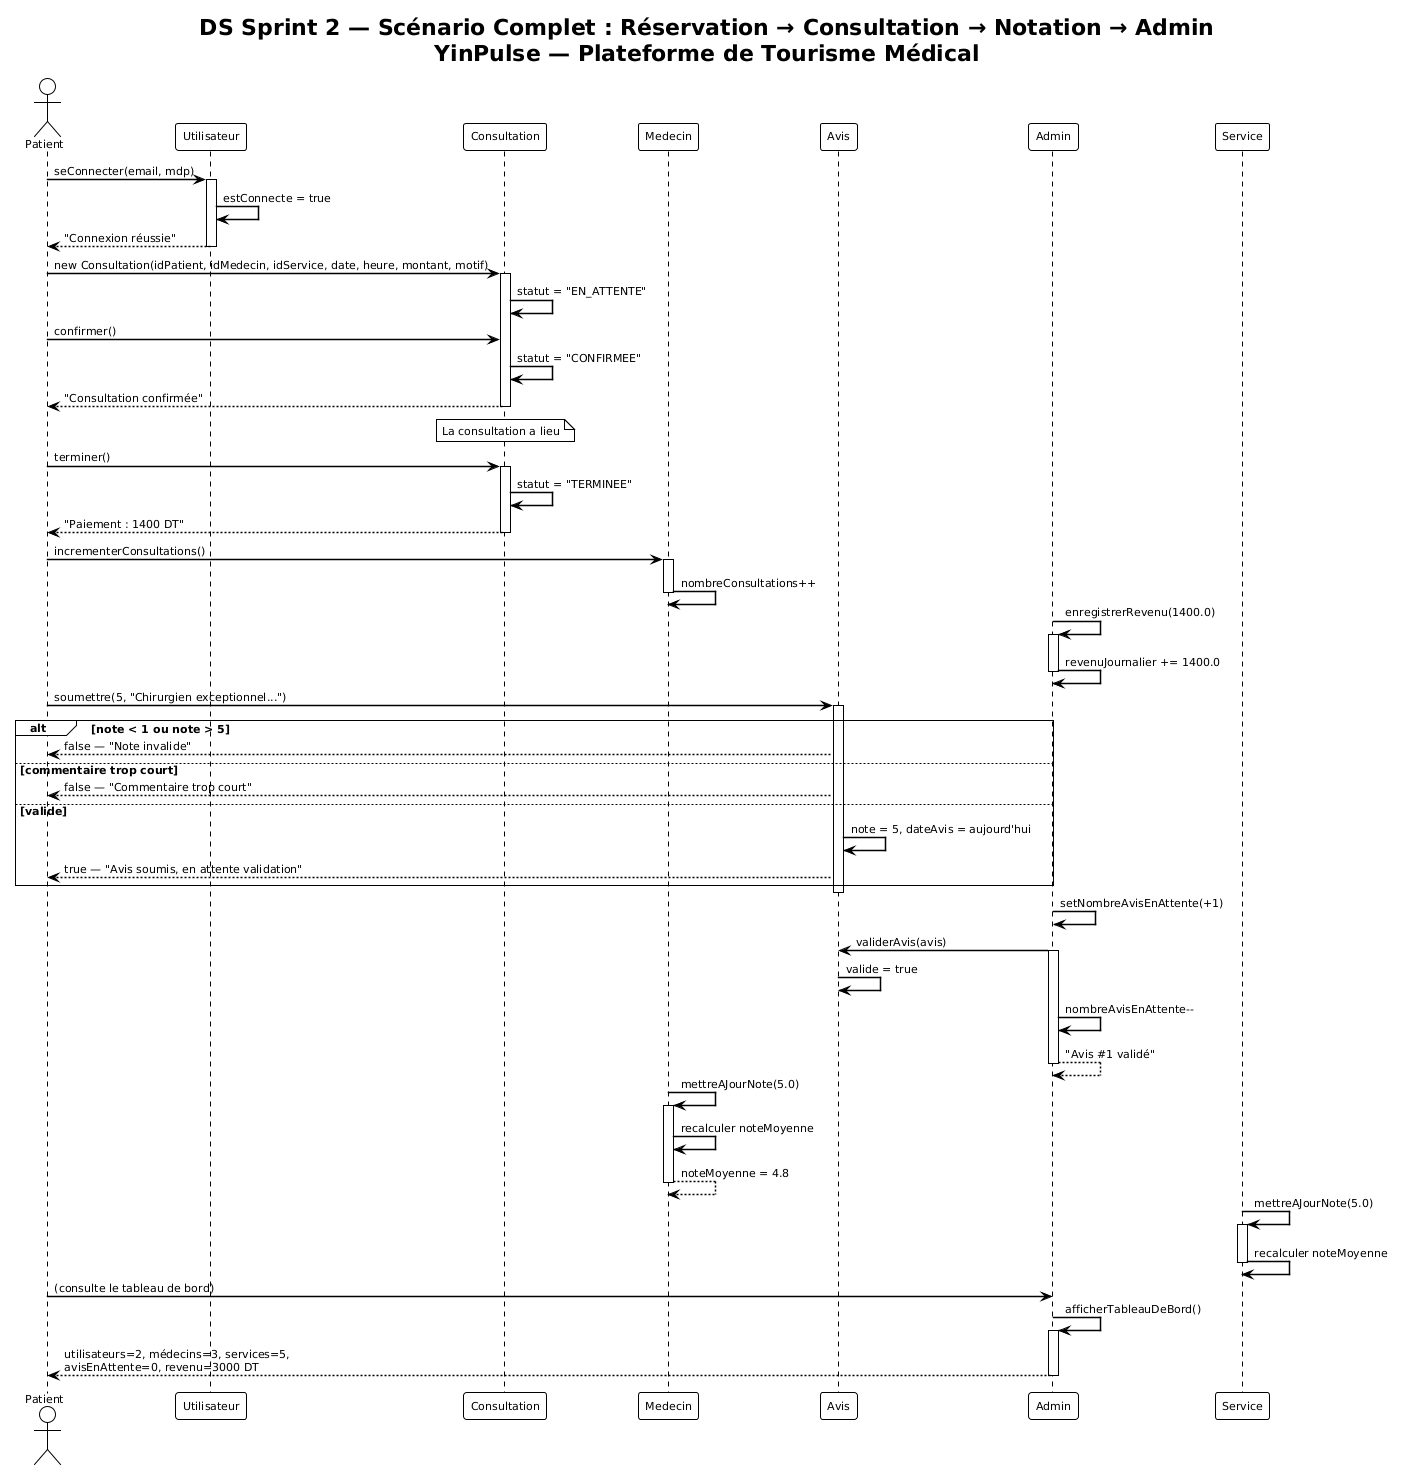 DS Sprint 2 — Scénario Complet : Réservation → Consultation → Notation → Admin
YinPulse — Plateforme de Tourisme Médical
Patient
Utilisateur
Consultation
Medecin
Avis
Admin
Service
seConnecter(email, mdp)
estConnecte = true
"Connexion réussie"
new Consultation(idPatient, idMedecin, idService, date, heure, montant, motif)
statut = "EN_ATTENTE"
confirmer()
statut = "CONFIRMEE"
"Consultation confirmée"
La consultation a lieu
terminer()
statut = "TERMINEE"
"Paiement : 1400 DT"
incrementerConsultations()
nombreConsultations++
enregistrerRevenu(1400.0)
revenuJournalier += 1400.0
soumettre(5, "Chirurgien exceptionnel...")
alt [note < 1 ou note > 5]
false — "Note invalide"
[commentaire trop court]
false — "Commentaire trop court"
[valide]
note = 5, dateAvis = aujourd'hui
true — "Avis soumis, en attente validation"
setNombreAvisEnAttente(+1)
validerAvis(avis)
valide = true
nombreAvisEnAttente--
"Avis #1 validé"
mettreAJourNote(5.0)
recalculer noteMoyenne
noteMoyenne = 4.8
mettreAJourNote(5.0)
recalculer noteMoyenne
(consulte le tableau de bord)
afficherTableauDeBord()
utilisateurs=2, médecins=3, services=5,
avisEnAttente=0, revenu=3000 DT
Patient
Utilisateur
Consultation
Medecin
Avis
Admin
Service